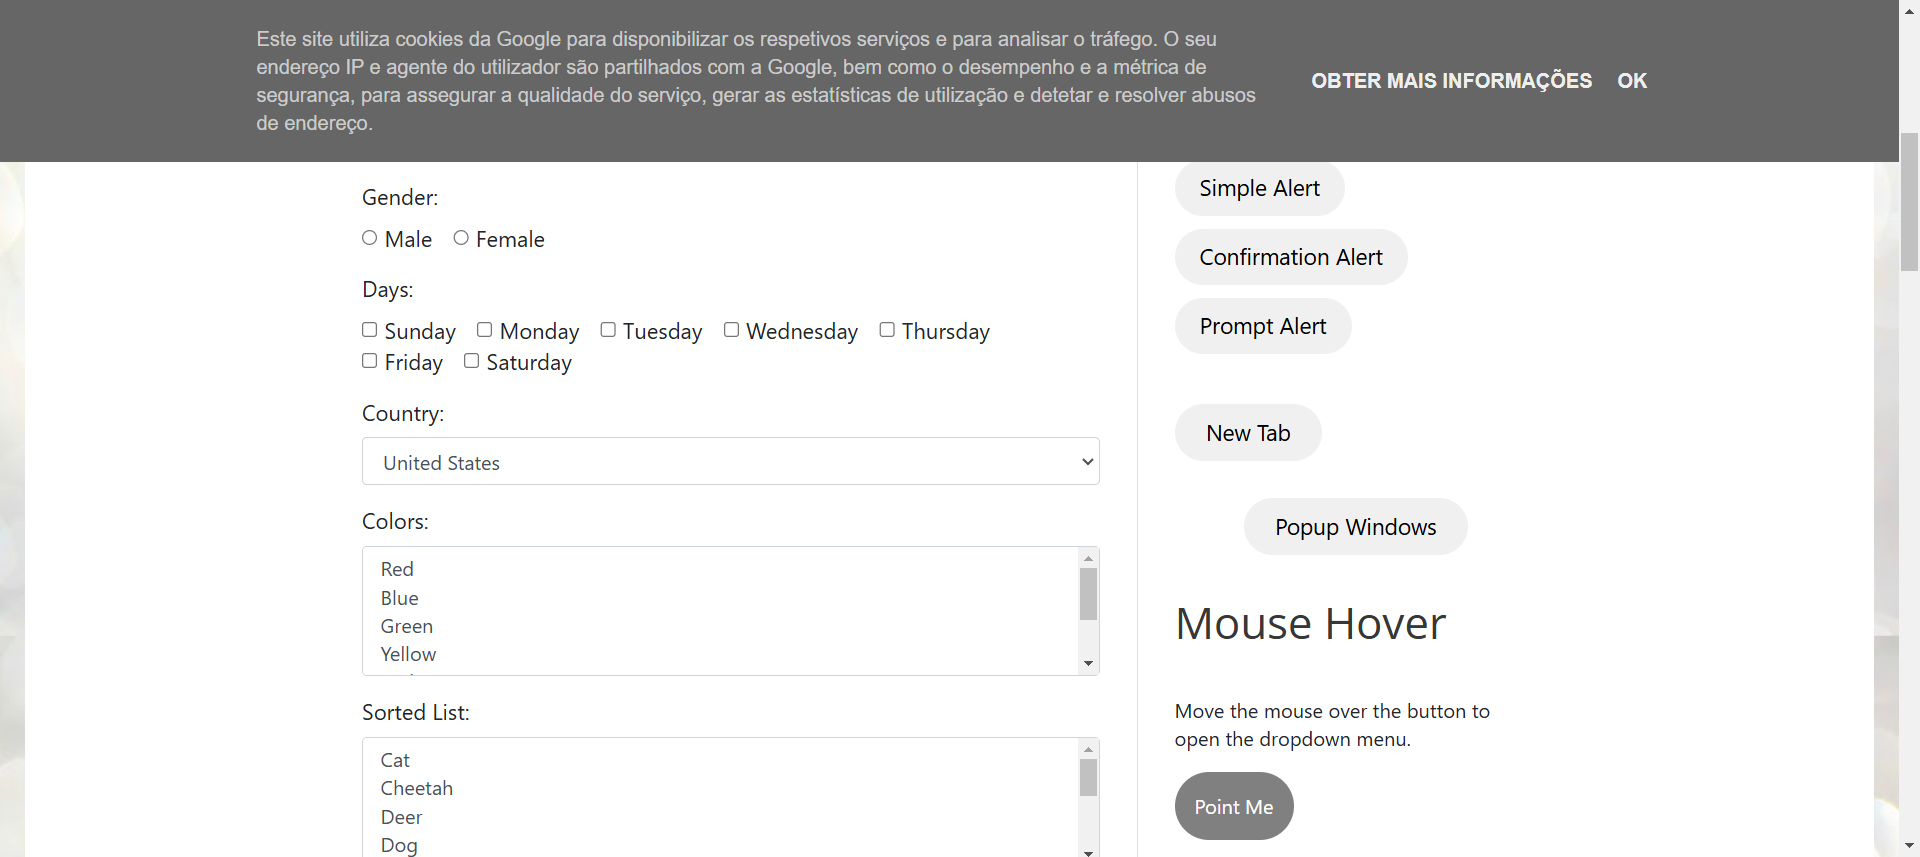 Este site utiliza cookies da Google para disponibilizar os respetivos serviços e para analisar o tráfego. O seu
endereço IP e agente do utilizador são partilhados com a Google, bem como o desempenho e a métrica de
segurança, para assegurar a qualidade do serviço, gerar as estatísticas de utilização e detetar e resolver abusos
de endereço.
OBTER MAIS INFORMAÇÕES OK
Gender:
Male Female
Days:
Sunday Monday Tuesday Wednesday Thursday
Friday Saturday
Country:
United States
Colors:
Red
Blue
Green
Yellow
Sorted List:
Cat
Cheetah
Deer
Dog
Simple Alert
Confirmation Alert
Prompt Alert
New Tab
Popup Windows
Mouse Hover
Move the mouse over the button to
open the dropdown menu.
Point Me